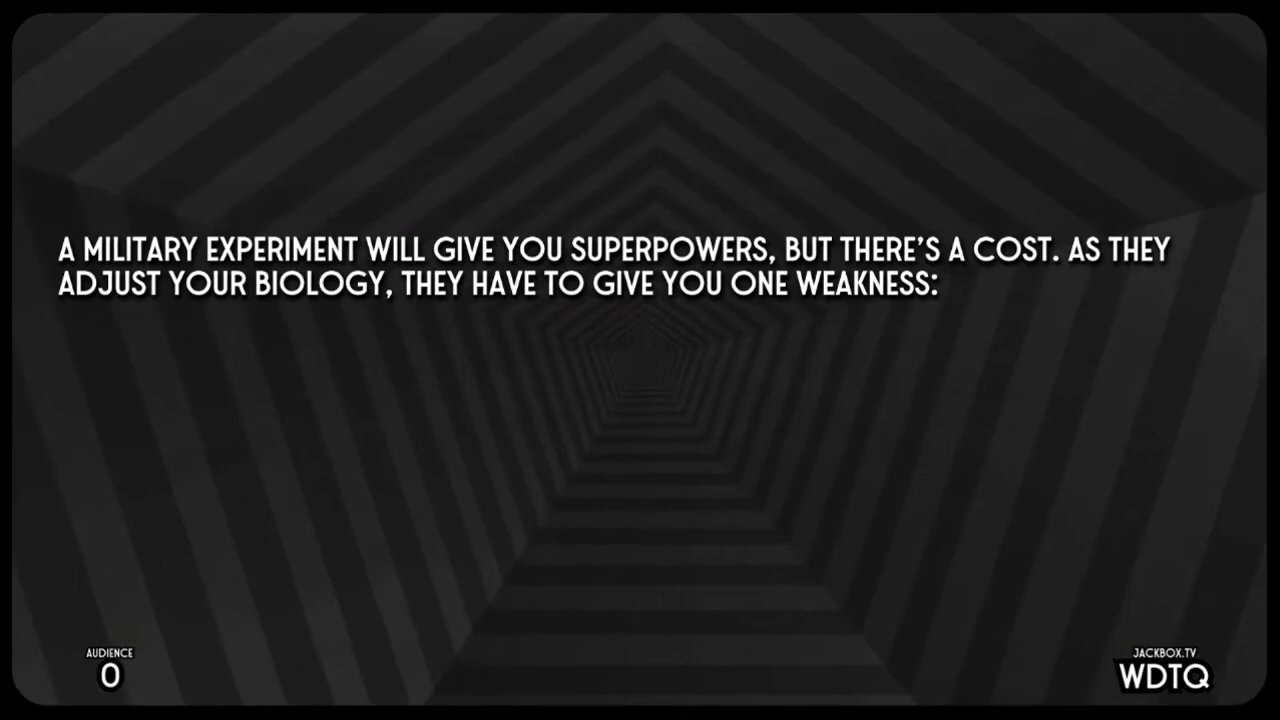 A MILITARY EXPERIMENT WILL GIVE YOU SUPERPOWERS, BUT THERE'S A COST. AS THEY
ADJUST YOUR BIOLOGY, THEY HAVE TO GIVE YOU ONE WEAKNESS:
AUDIENCE
0
JACKBOX.TV
WDTQ